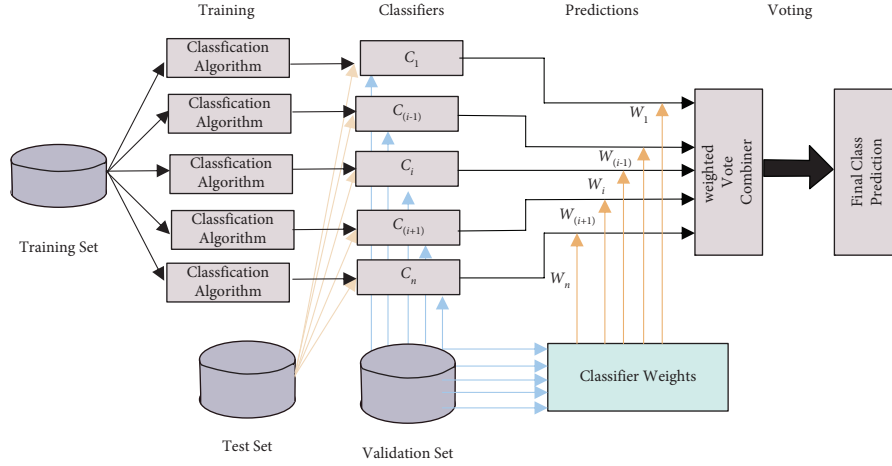 Training Classifiers Predictions Voting
Classfication
Algorithm
Classfication
Algorithm
Classfication
Algorithm
Classfication
Algorithm
Classfication
Algorithm
C1
C(i-1)
Ci
C(i+1)
Cn
W1
W(i-1)
Wi
W(i+1)
Wn
weighted
Vote
Combiner
Final Class
Prediction
Training Set
Test Set
Validation Set
Classifier Weights